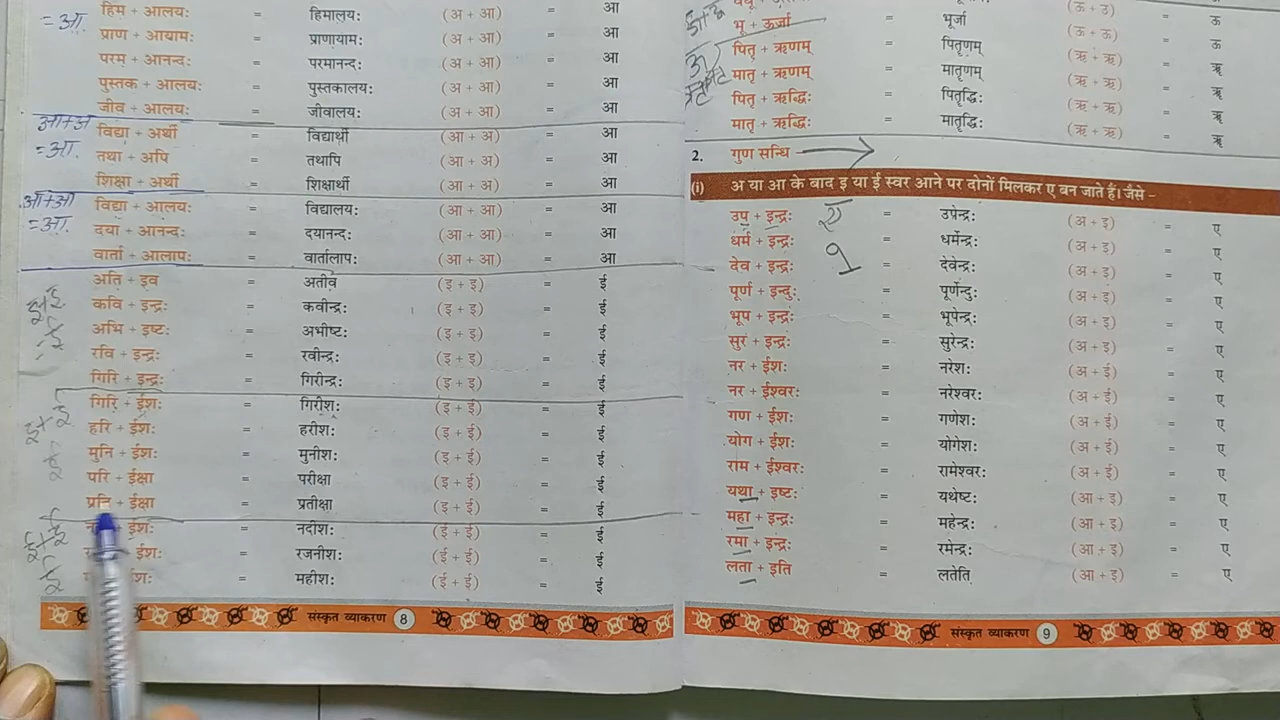 हिम + आलयः = हिमालयः (अ + आ) = आ
= आ.
प्राण + आयामः = प्राणायामः (अ + आ) = आ
परम + आनन्दः = परमानन्दः (अ + आ) = आ
पुस्तक + आलयः = पुस्तकालयः (अ + आ) = आ
जीव + आलयः = जीवालयः (अ + आ) = आ
आ+अ
विद्या + अर्थी = विद्यार्थी (आ + अ) = आ
= आ.
तथा + अपि = तथापि (आ + अ) = आ
शिक्षा + अर्थी = शिक्षार्थी (आ + अ) = आ
आ+आ
विद्या + आलयः = विद्यालयः (आ + आ) = आ
= आ.
दया + आनन्दः = दयानन्दः (आ + आ) = आ
वार्ता + आलापः = वार्तालापः (आ + आ) = आ
अति + इव = अतीव (इ + इ) = ई
इ+इ
कवि + इन्द्रः = कवीन्द्रः (इ + इ) = ई
अभि + इष्टः = अभीष्टः (इ + इ) = ई
= ई
रवि + इन्द्रः = रवीन्द्रः (इ + इ) = ई
गिरि + इन्द्रः = गिरीन्द्रः (इ + इ) = ई
गिरि + ईशः = गिरीशः (इ + ई) = ई
इ+ई
हरि + ईशः = हरीशः (इ + ई) = ई
मुनि + ईशः = मुनीशः (इ + ई) = ई
परि + ईक्षा = परीक्षा (इ + ई) = ई
प्रति + ईक्षा = प्रतीक्षा (इ + ई) = ई
ई+ई
ईशः = नदीशः (ई + ई) = ई
ईशः = रजनीशः (ई + ई) = ई
ई
शः = महीशः (ई + ई) = ई
संस्कृत व्याकरण 8
(ऊ + उ) = ऊ
भू + ऊर्जा = भूर्जा (ऊ + ऊ) = ऊ
पितृ + ऋणम् = पितॄणम् (ऋ + ऋ) = ॠ
मातृ + ऋणम् = मातॄणम् (ऋ + ऋ) = ॠ
पितृ + ऋद्धिः = पितॄद्धिः (ऋ + ऋ) = ॠ
मातृ + ऋद्धिः = मातॄद्धिः (ऋ + ऋ) = ॠ
2. गुण सन्धि
(i) अ या आ के बाद इ या ई स्वर आने पर दोनों मिलकर ए बन जाते हैं। जैसे –
उप + इन्द्रः = उपेन्द्रः (अ + इ) = ए
ए
धर्म + इन्द्रः = धर्मेन्द्रः (अ + इ) = ए
देव + इन्द्रः = देवेन्द्रः (अ + इ) = ए
पूर्ण + इन्दुः = पूर्णेन्दुः (अ + इ) = ए
भूप + इन्द्रः = भूपेन्द्रः (अ + इ) = ए
सुर + इन्द्रः = सुरेन्द्रः (अ + इ) = ए
नर + ईशः = नरेशः (अ + ई) = ए
नर + ईश्वरः = नरेश्वरः (अ + ई) = ए
गण + ईशः = गणेशः (अ + ई) = ए
योग + ईशः = योगेशः (अ + ई) = ए
राम + ईश्वरः = रामेश्वरः (अ + ई) = ए
यथा + इष्टः = यथेष्टः (आ + इ) = ए
महा + इन्द्रः = महेन्द्रः (आ + इ) = ए
रमा + इन्द्रः = रमेन्द्रः (आ + इ) = ए
लता + इति = लतेति (आ + इ) = ए
संस्कृत व्याकरण 9